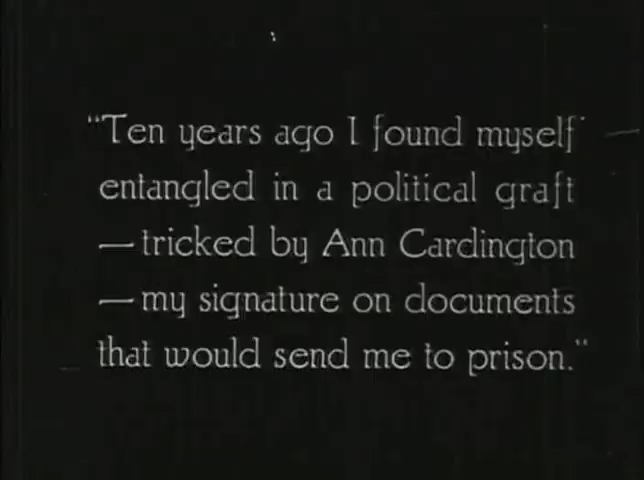 "Ten years ago I found myself
entangled in a political graft
—tricked by Ann Cardington
—my signature on documents
that would send me to prison."